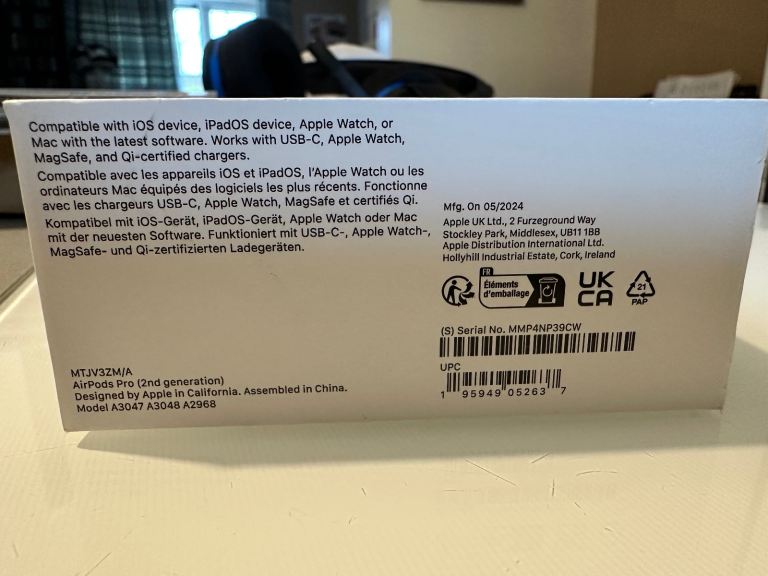 Compatible with iOS device, iPadOS device, Apple Watch, or
Mac with the latest software. Works with USB-C, Apple Watch,
MagSafe, and Qi-certified chargers.
Compatible avec les appareils iOS et iPadOS, l'Apple Watch ou les
ordinateurs Mac équipés des logiciels les plus récents. Fonctionne
avec les chargeurs USB-C, Apple Watch, MagSafe et certifiés Qi.
Kompatibel mit iOS-Gerät, iPadOS-Gerät, Apple Watch oder Mac
mit der neuesten Software. Funktioniert mit USB-C-, Apple Watch-,
MagSafe- und Qi-zertifizierten Ladegeräten.
MTJV3ZM/A
AirPods Pro (2nd generation)
Designed by Apple in California. Assembled in China.
Model A3047 A3048 A2968
Mfg. On 05/2024
Apple UK Ltd., 2 Furzeground Way
Stockley Park, Middlesex, UB11 1BB
Apple Distribution International Ltd.
Hollyhill Industrial Estate, Cork, Ireland
FR
Éléments
d'emballage
UK
CA
21
PAP
(S) Serial No. MMP4NP39CW
UPC
1 95949 05263 7